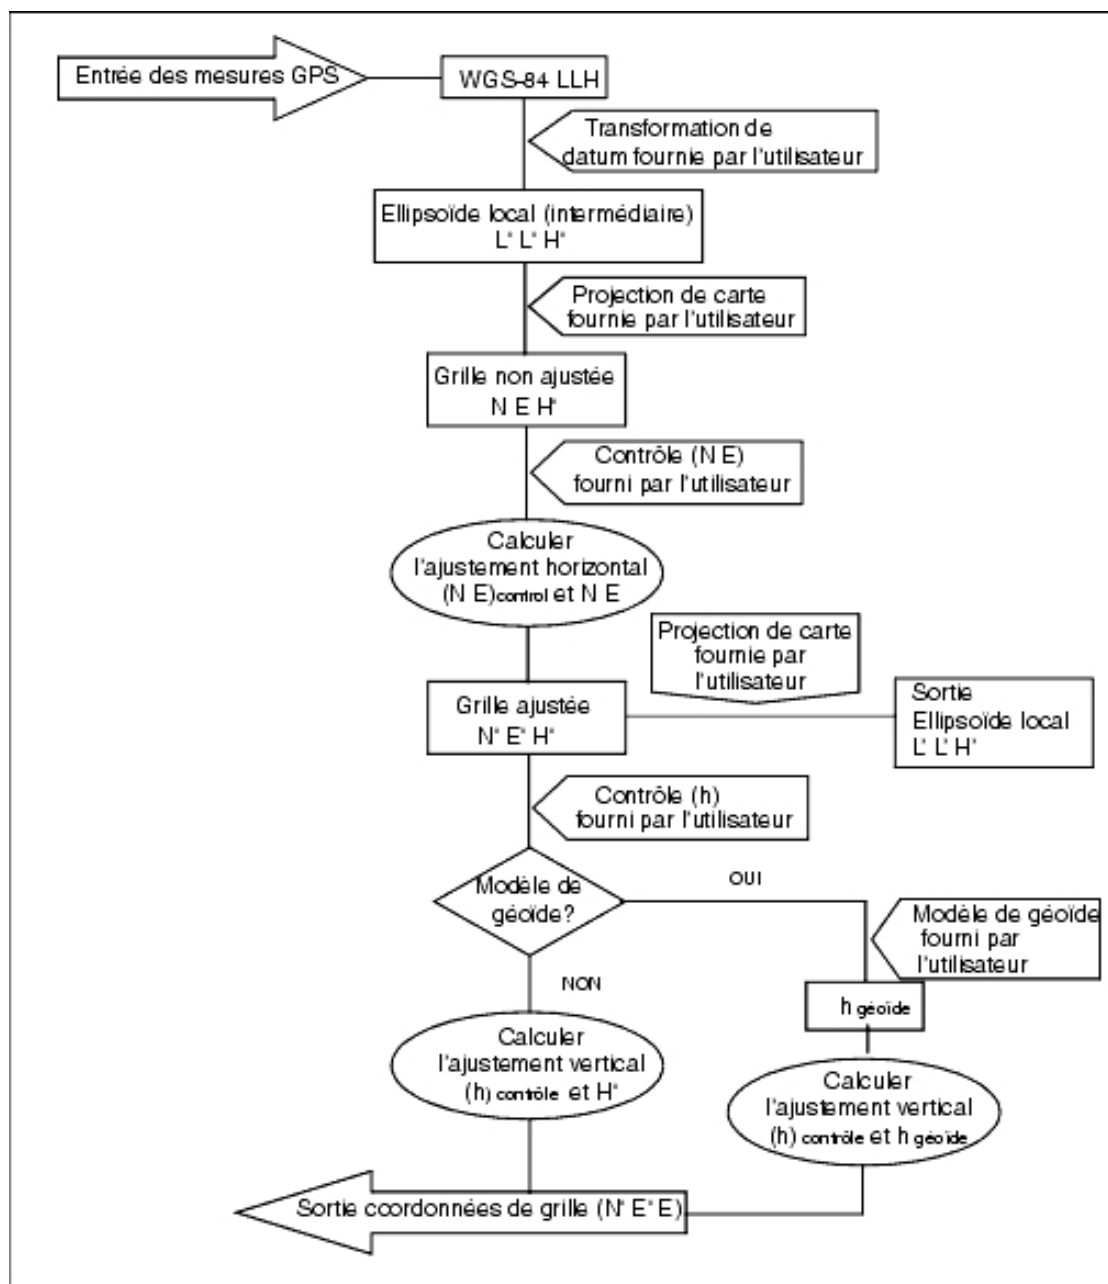 Entrée des mesures GPS
WGS-84 LLH
Transformation de
datum fournie par l'utilisateur
Ellipsoïde local (intermédiaire)
L' L' H'
Projection de carte
fournie par l'utilisateur
Grille non ajustée
N E H'
Contrôle (N E)
fourni par l'utilisateur
Calculer
l'ajustement horizontal
(N E)control et N E
Projection de carte
fournie par
l'utilisateur
Grille ajustée
N' E' H'
Sortie
Ellipsoïde local
L' L' H'
Contrôle (h)
fourni par l'utilisateur
Modèle de
géoïde?
OUI
Modèle de géoïde
fourni par
l'utilisateur
NON
h géoïde
Calculer
l'ajustement vertical
(h) contrôle et H'
Calculer
l'ajustement vertical
(h) contrôle et h géoïde
Sortie coordonnées de grille (N' E' E)